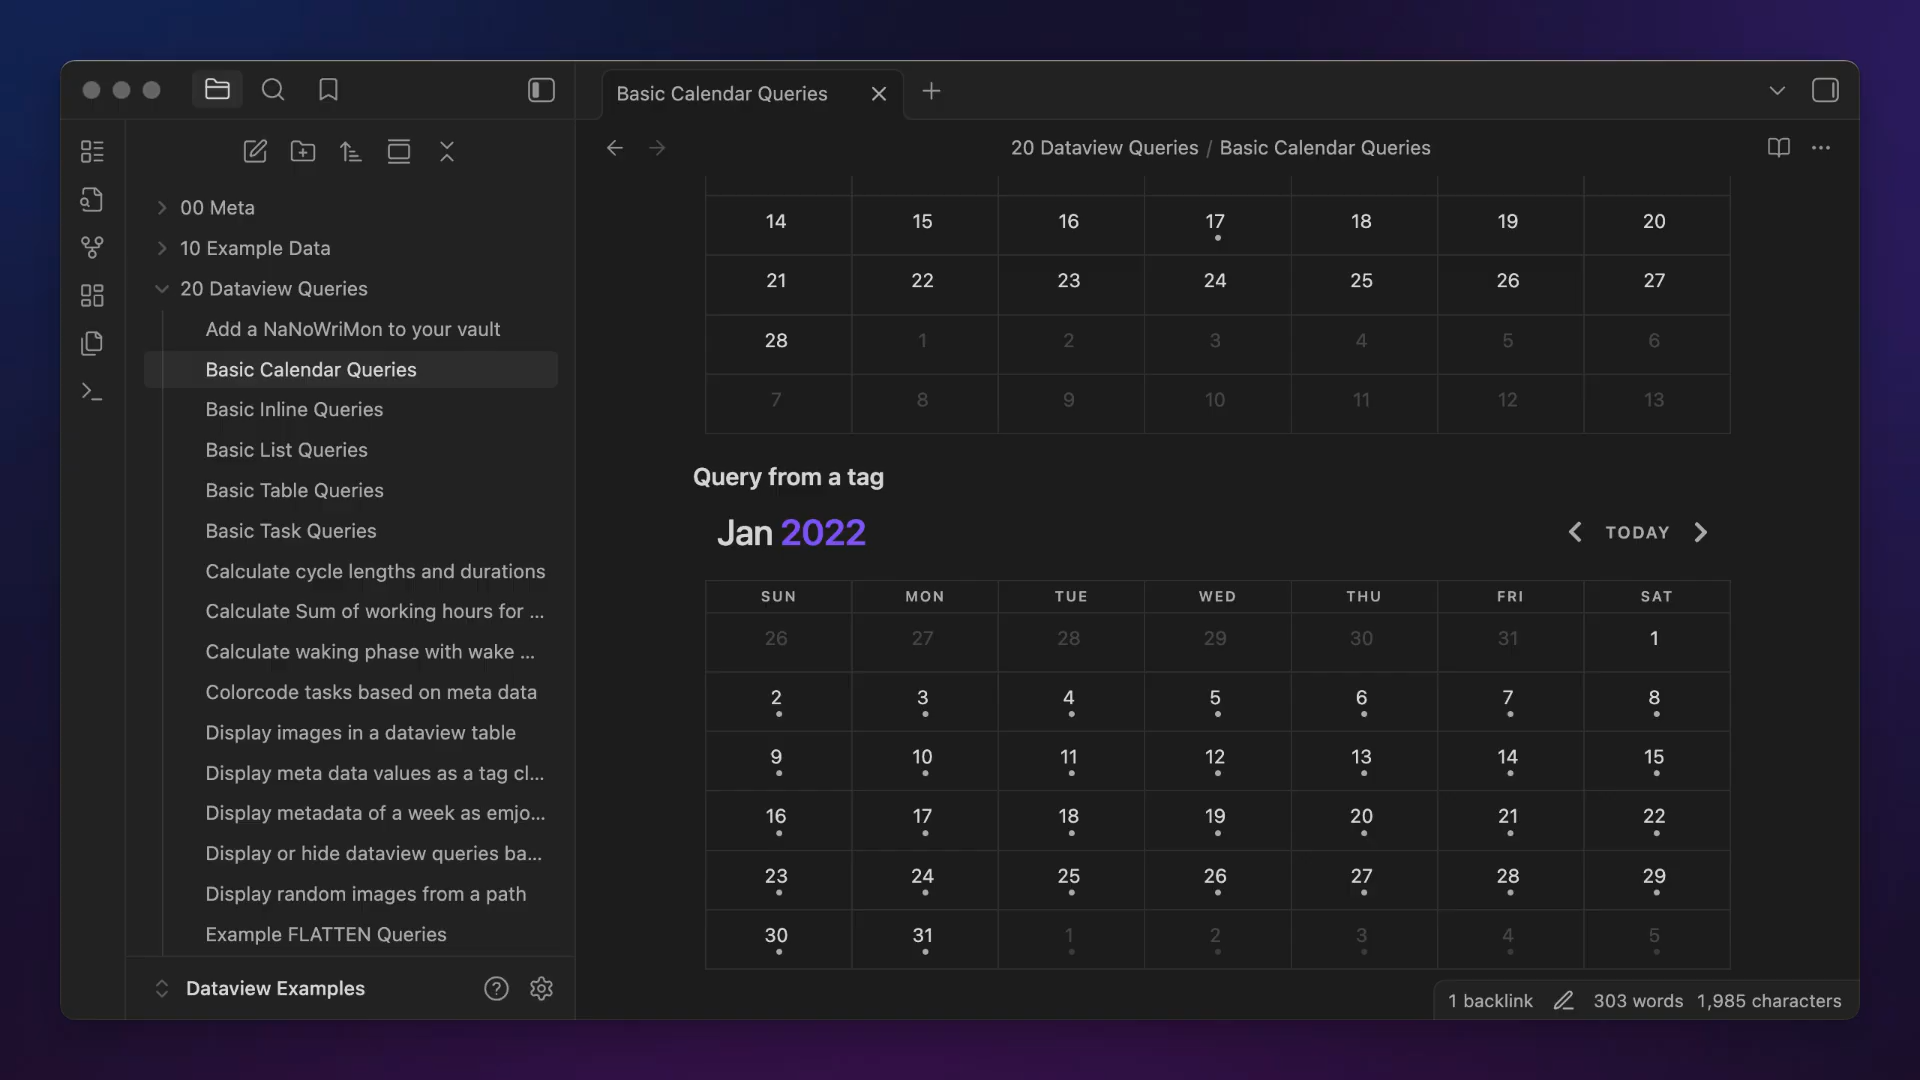 Basic Calendar Queries
20 Dataview Queries / Basic Calendar Queries
00 Meta
10 Example Data
20 Dataview Queries
Add a NaNoWriMon to your vault
Basic Calendar Queries
Basic Inline Queries
Basic List Queries
Basic Table Queries
Basic Task Queries
Calculate cycle lengths and durations
Calculate Sum of working hours for ...
Calculate waking phase with wake ...
Colorcode tasks based on meta data
Display images in a dataview table
Display meta data values as a tag cl...
Display metadata of a week as emjo...
Display or hide dataview queries ba...
Display random images from a path
Example FLATTEN Queries
Dataview Examples
14 15 16 17 18 19 20
21 22 23 24 25 26 27
28 1 2 3 4 5 6
7 8 9 10 11 12 13
Query from a tag
Jan 2022 TODAY
SUN MON TUE WED THU FRI SAT
26 27 28 29 30 31 1
2 3 4 5 6 7 8
9 10 11 12 13 14 15
16 17 18 19 20 21 22
23 24 25 26 27 28 29
30 31 1 2 3 4 5
1 backlink 303 words 1,985 characters